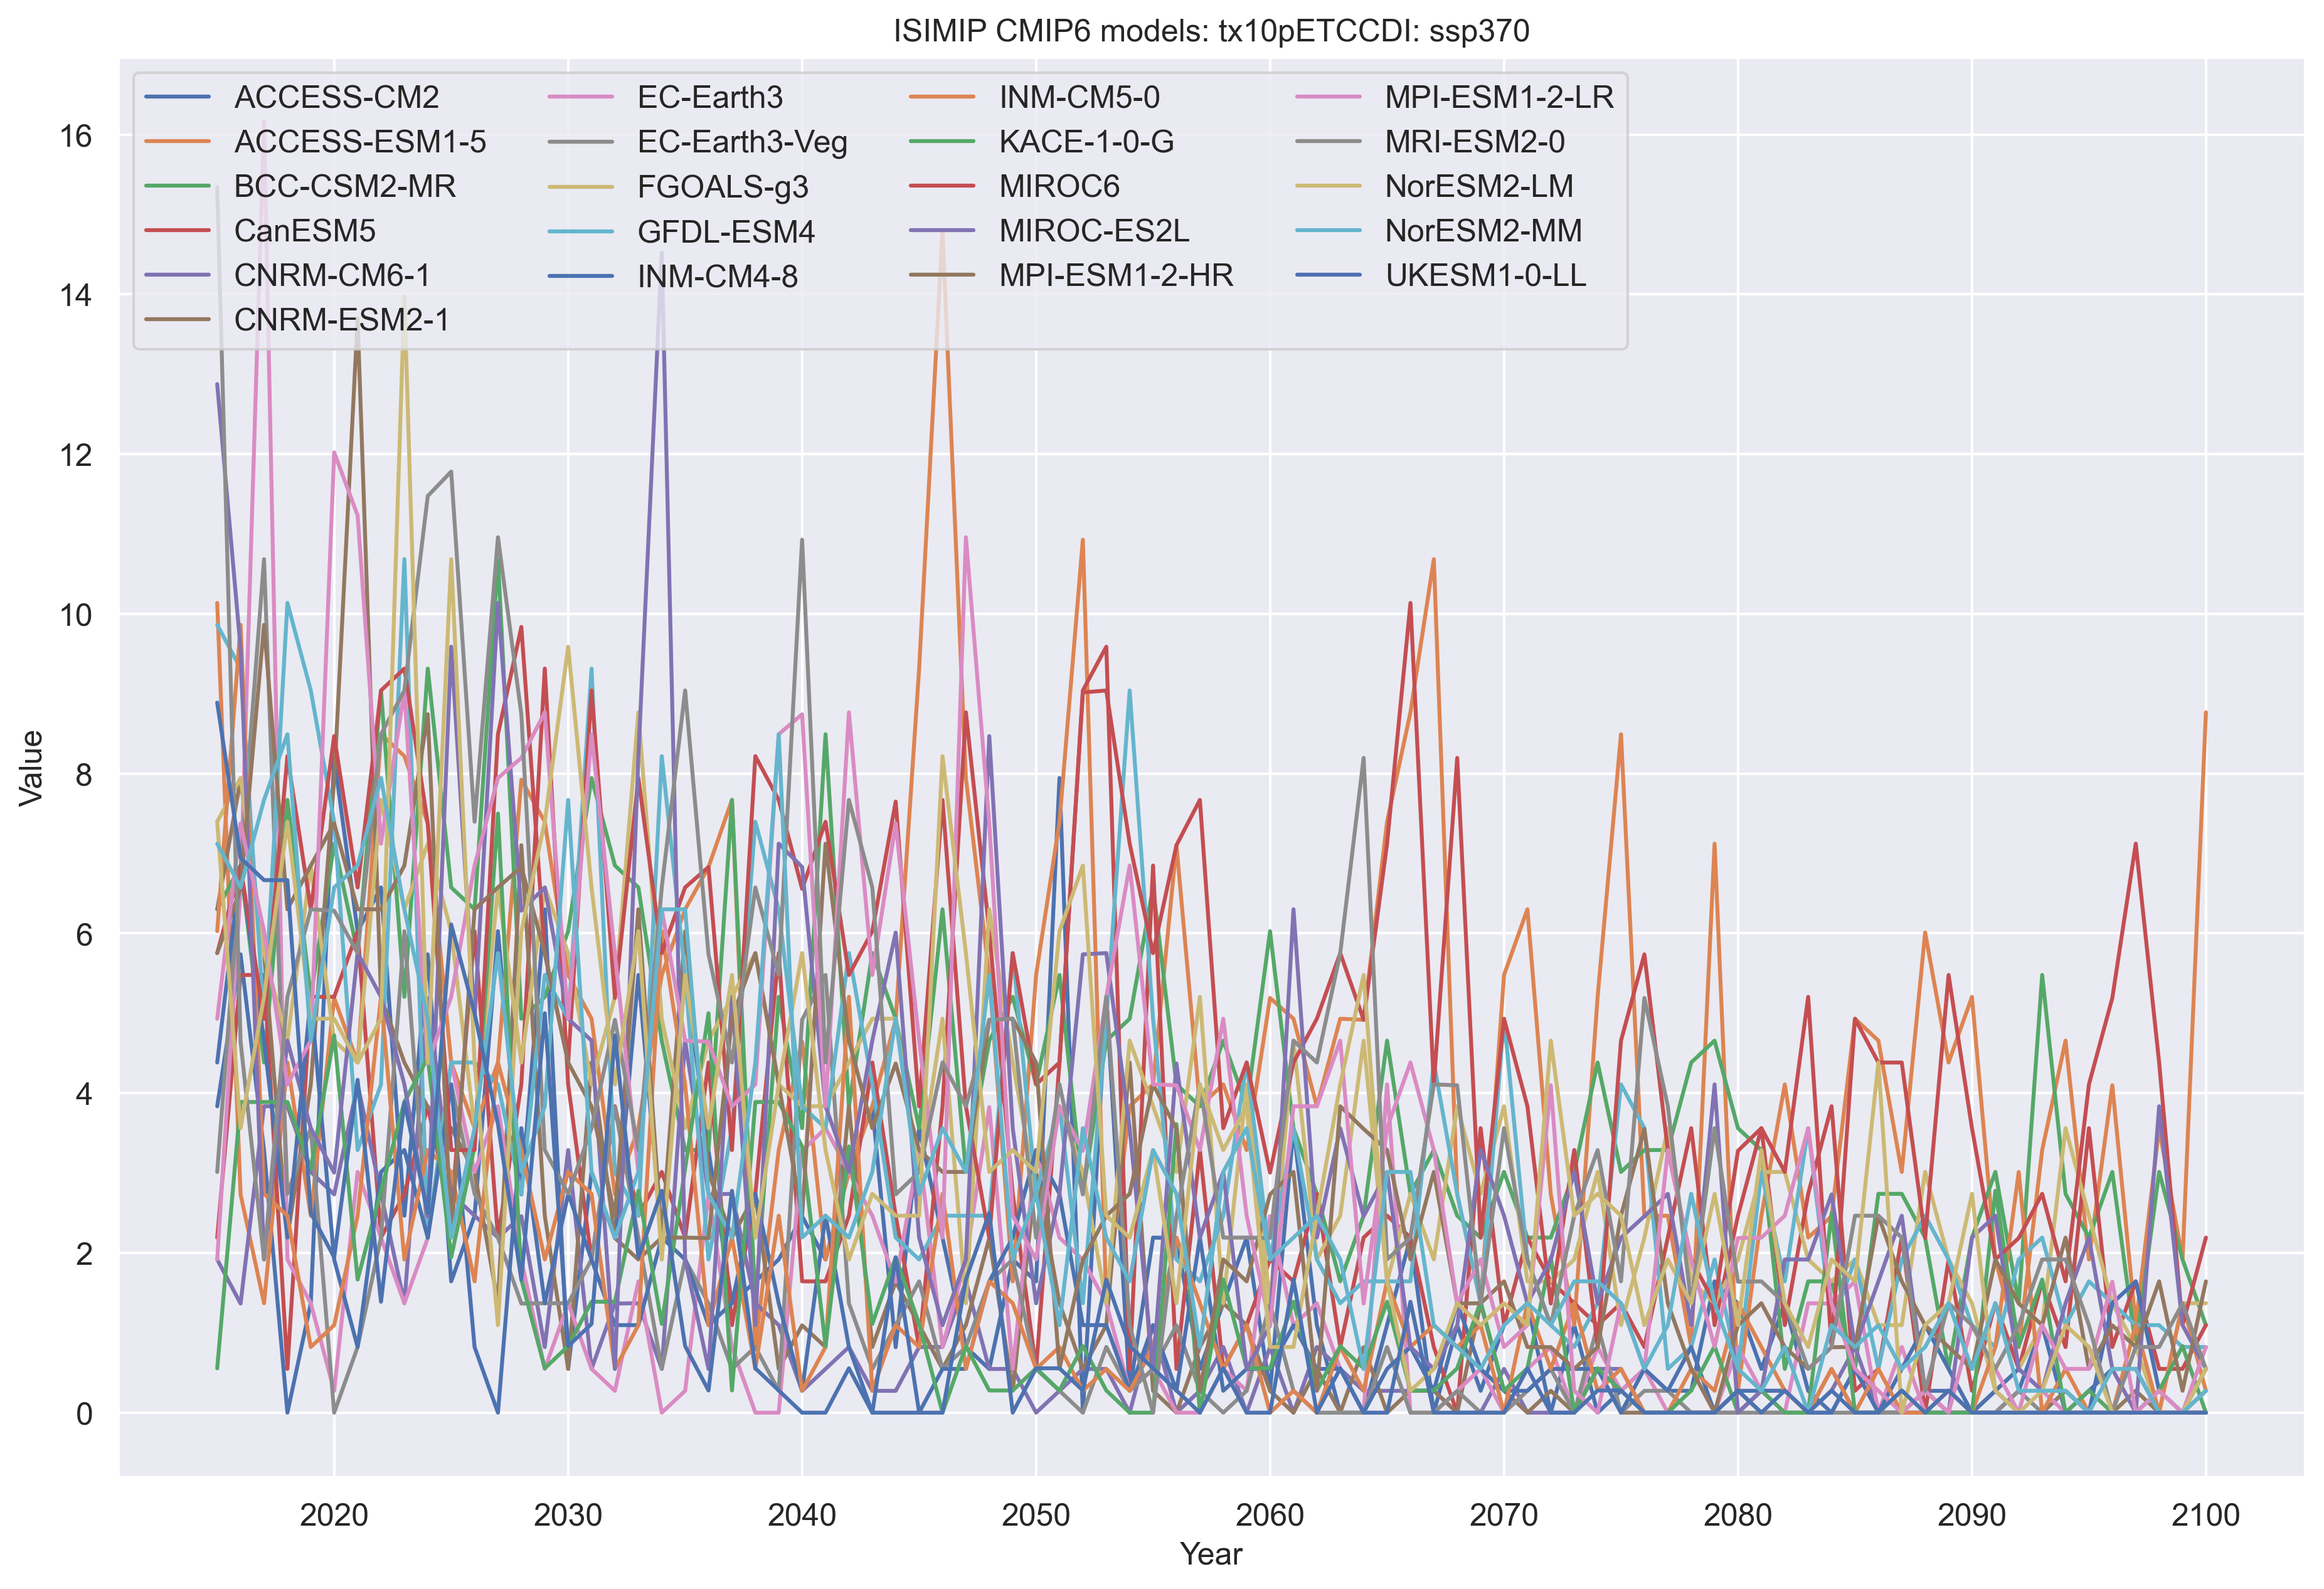 ISIMIP CMIP6 models: tx10pETCCDI: ssp370
ACCESS-CM2
ACCESS-ESM1-5
BCC-CSM2-MR
CanESM5
CNRM-CM6-1
CNRM-ESM2-1
EC-Earth3
EC-Earth3-Veg
FGOALS-g3
GFDL-ESM4
INM-CM4-8
INM-CM5-0
KACE-1-0-G
MIROC6
MIROC-ES2L
MPI-ESM1-2-HR
MPI-ESM1-2-LR
MRI-ESM2-0
NorESM2-LM
NorESM2-MM
UKESM1-0-LL
Value
16
14
12
10
8
6
4
2
0
2020 2030 2040 2050 2060 2070 2080 2090 2100
Year